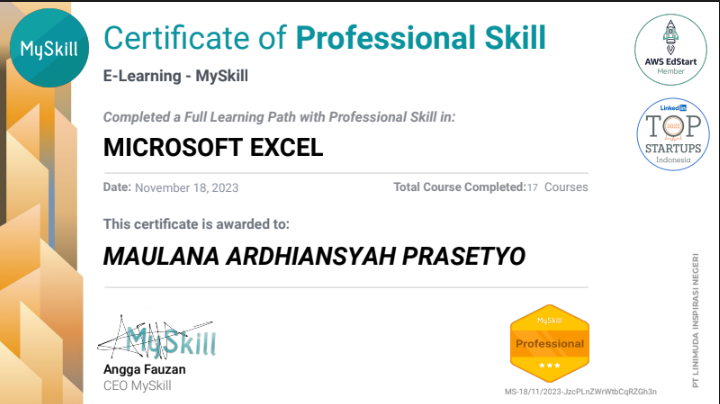 MySkill
Certificate of Professional Skill
E-Learning - MySkill
AWS EdStart
Member
Completed a Full Learning Path with Professional Skill in:
MICROSOFT EXCEL
LinkedIn
TOP
STARTUPS
Indonesia
Date: November 18, 2023
Total Course Completed:17 Courses
This certificate is awarded to:
MAULANA ARDHIANSYAH PRASETYO
PT LINIMUDA INSPIRASI NEGERI
MySkill
Angga Fauzan
CEO MySkill
MySkill
Professional
MS-18/11/2023-JzcPLnZWrWtbCqRZGh3n